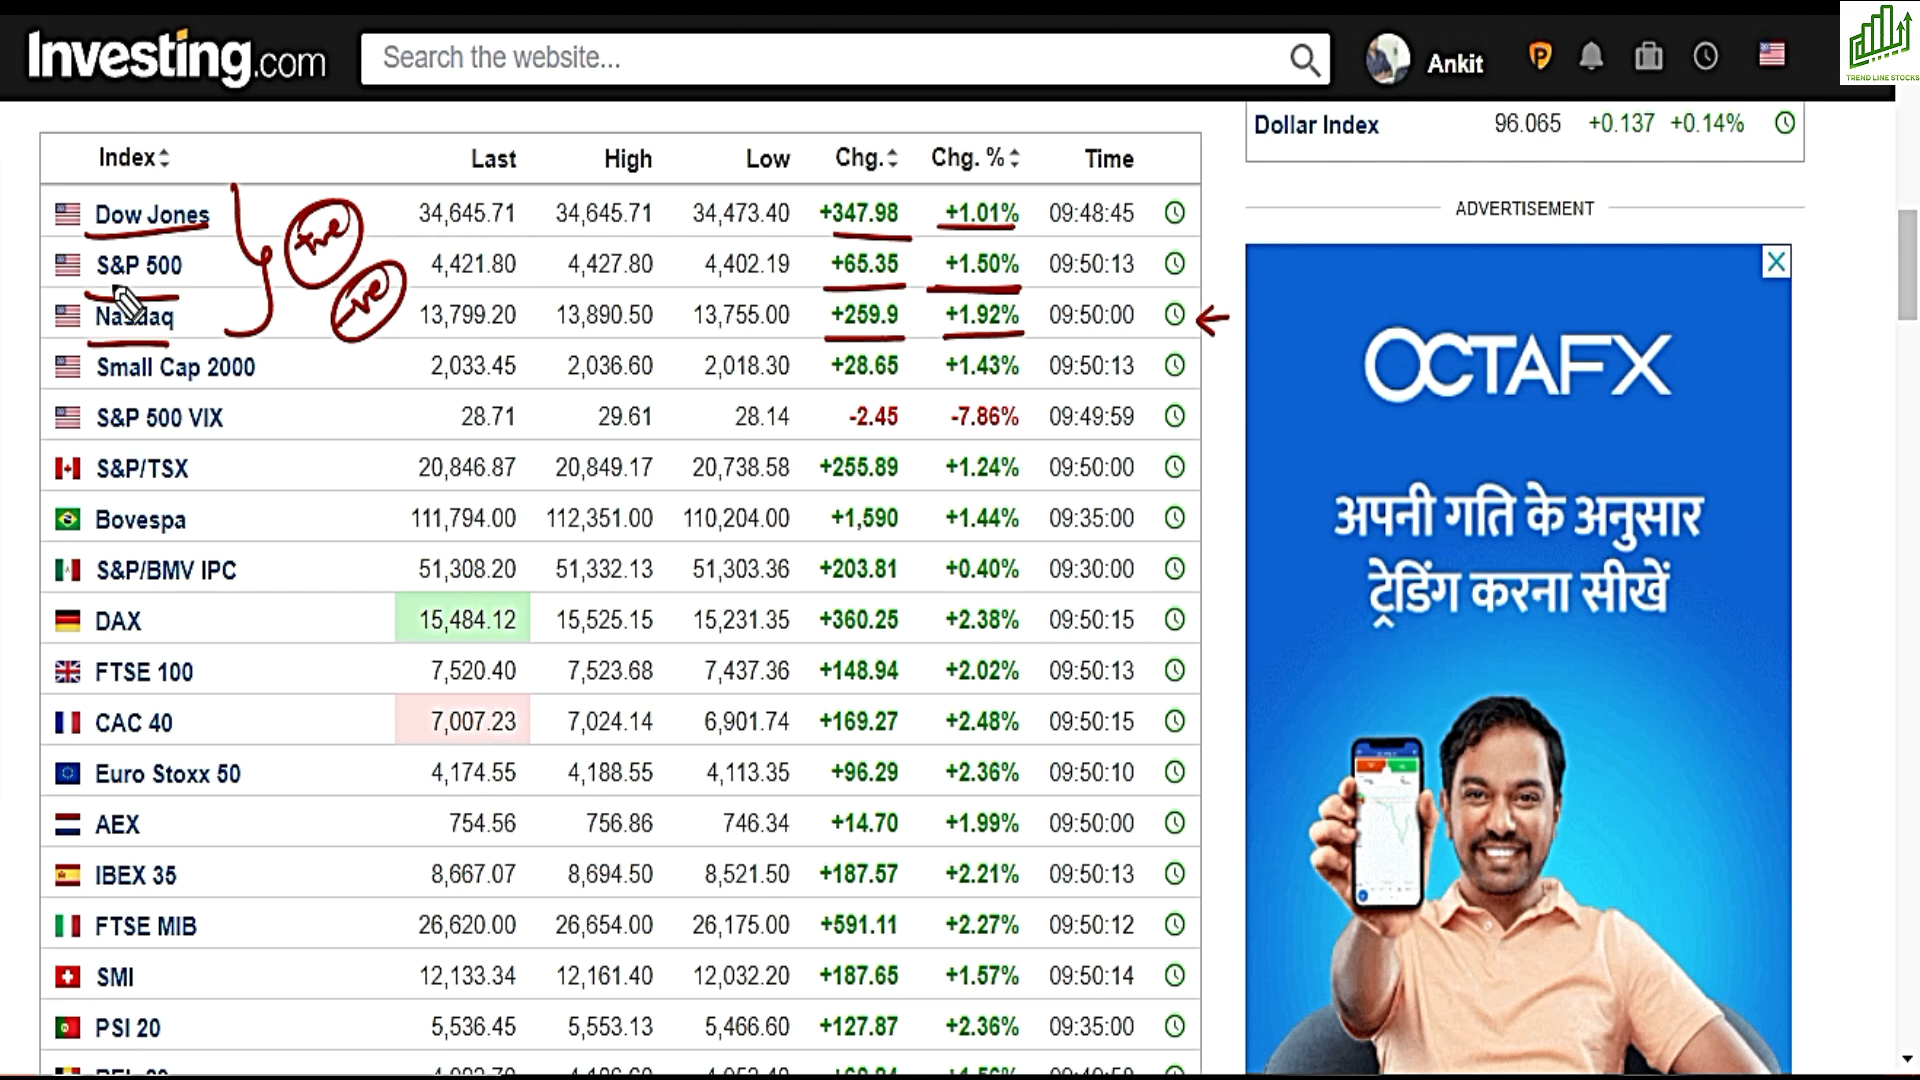 Investing.com
Search the website...
Ankit
TREND LINE STOCKS
Dollar Index 96.065 +0.137 +0.14%
Index Last High Low Chg. Chg. % Time
Dow Jones 34,645.71 34,645.71 34,473.40 +347.98 +1.01% 09:48:45
+ve
S&P 500 4,421.80 4,427.80 4,402.19 +65.35 +1.50% 09:50:13
-ve
Nasdaq 13,799.20 13,890.50 13,755.00 +259.9 +1.92% 09:50:00
Small Cap 2000 2,033.45 2,036.60 2,018.30 +28.65 +1.43% 09:50:13
S&P 500 VIX 28.71 29.61 28.14 -2.45 -7.86% 09:49:59
S&P/TSX 20,846.87 20,849.17 20,738.58 +255.89 +1.24% 09:50:00
Bovespa 111,794.00 112,351.00 110,204.00 +1,590 +1.44% 09:35:00
S&P/BMV IPC 51,308.20 51,332.13 51,303.36 +203.81 +0.40% 09:30:00
DAX 15,484.12 15,525.15 15,231.35 +360.25 +2.38% 09:50:15
FTSE 100 7,520.40 7,523.68 7,437.36 +148.94 +2.02% 09:50:13
CAC 40 7,007.23 7,024.14 6,901.74 +169.27 +2.48% 09:50:15
Euro Stoxx 50 4,174.55 4,188.55 4,113.35 +96.29 +2.36% 09:50:10
AEX 754.56 756.86 746.34 +14.70 +1.99% 09:50:00
IBEX 35 8,667.07 8,694.50 8,521.50 +187.57 +2.21% 09:50:13
FTSE MIB 26,620.00 26,654.00 26,175.00 +591.11 +2.27% 09:50:12
SMI 12,133.34 12,161.40 12,032.20 +187.65 +1.57% 09:50:14
PSI 20 5,536.45 5,553.13 5,466.60 +127.87 +2.36% 09:35:00
ADVERTISEMENT
OCTAFX
अपनी गति के अनुसार
ट्रेडिंग करना सीखें